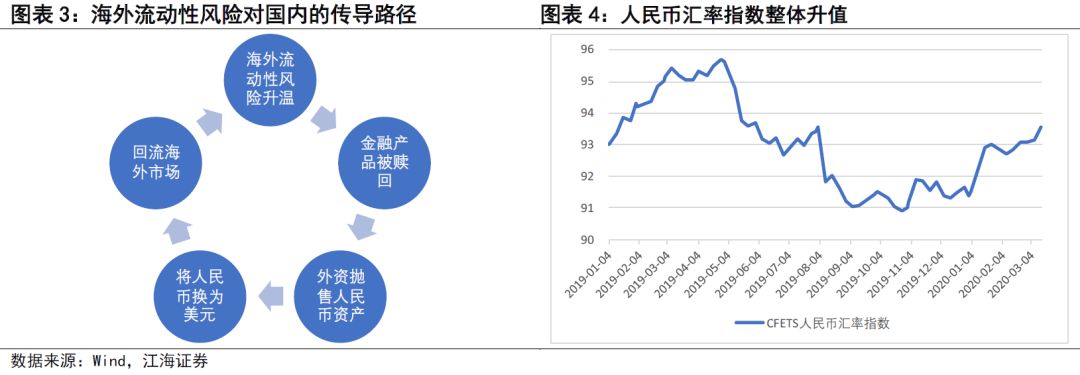 图表 3：海外流动性风险对国内的传导路径
海外流
动性风
险升温
金融产
品被赎
回
外资抛
售人民
币资产
将人民
币换为
美元
回流海
外市场
图表 4：人民币汇率指数整体升值
96
95
94
93
92
91
90
2019-01-04
2019-02-04
2019-03-04
2019-04-04
2019-05-04
2019-06-04
2019-07-04
2019-08-04
2019-09-04
2019-10-04
2019-11-04
2019-12-04
2020-01-04
2020-02-04
2020-03-04
CFETS人民币汇率指数
数据来源：Wind，江海证券